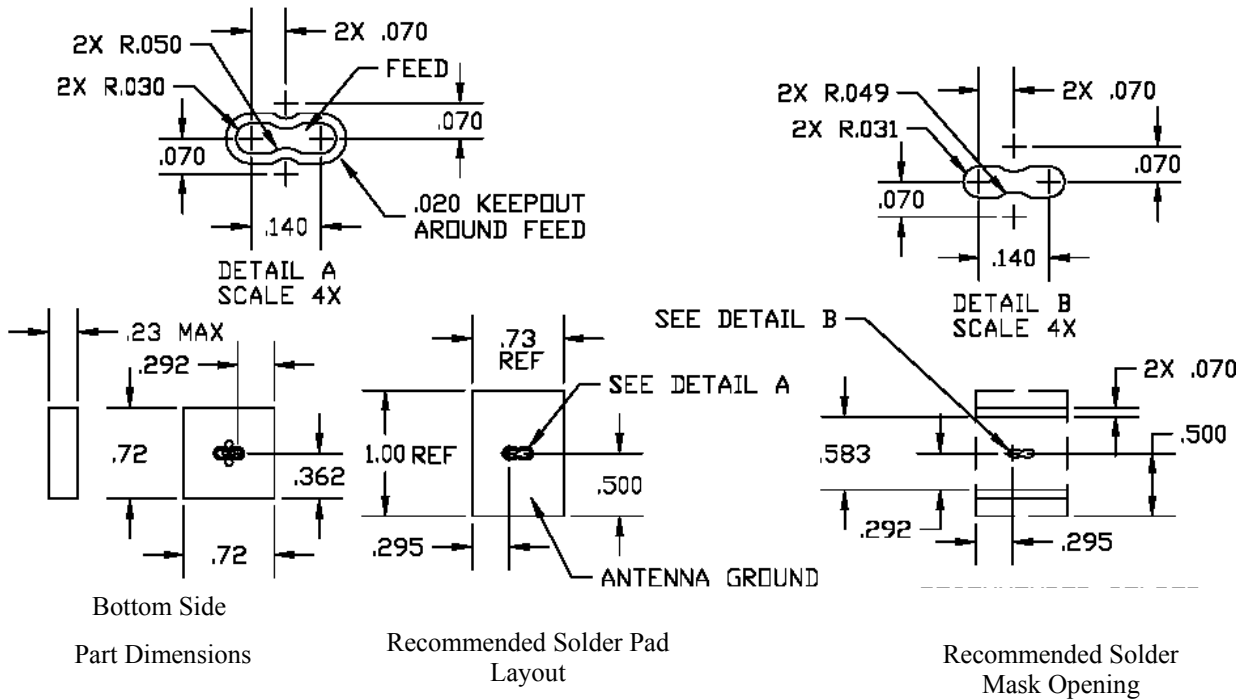 2X .070
2X R.050
FEED
2X R.030
.070
.070
.020 KEEPOUT
AROUND FEED
.140
DETAIL A
SCALE 4X
2X R.049
2X .070
2X R.031
.070
.070
.140
DETAIL B
SCALE 4X
.23 MAX
.292
.72
.362
.72
.73
REF
SEE DETAIL A
1.00 REF
.500
.295
ANTENNA GROUND
SEE DETAIL B
2X .070
.583
.500
.292
.295
Bottom Side
Part Dimensions
Recommended Solder Pad
Layout
Recommended Solder
Mask Opening